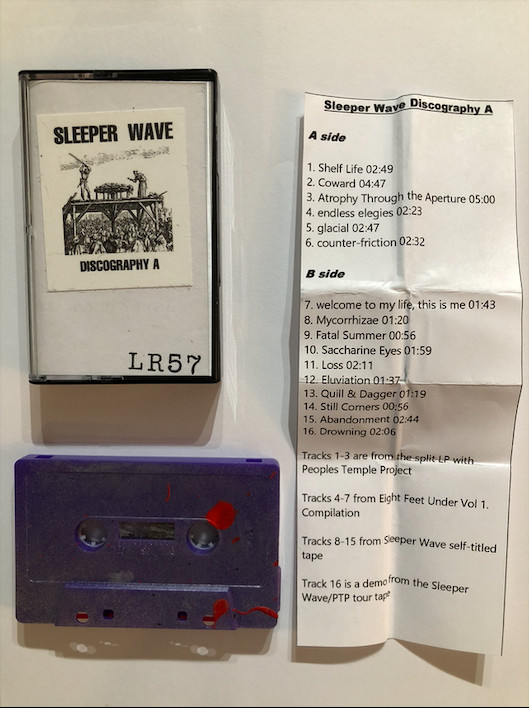 SLEEPER WAVE
DISCOGRAPHY A
LR57
Sleeper Wave Discography A
A side
1. Shelf Life 02:49
2. Coward 04:47
3. Atrophy Through the Aperture 05:00
4. endless elegies 02:23
5. glacial 02:47
6. counter-friction 02:32
B side
7. welcome to my life, this is me 01:43
8. Mycorrhizae 01:20
9. Fatal Summer 00:56
10. Saccharine Eyes 01:59
11. Loss 02:11
12. Eluviation 01:37
13. Quill & Dagger 01:19
14. Still Corners 00:56
15. Abandonment 02:44
16. Drowning 02:06
Tracks 1-3 are from the split LP with
Peoples Temple Project
Tracks 4-7 from Eight Feet Under Vol 1.
Compilation
Tracks 8-15 from Sleeper Wave self-titled
tape
Track 16 is a demo from the Sleeper
Wave/PTP tour tape